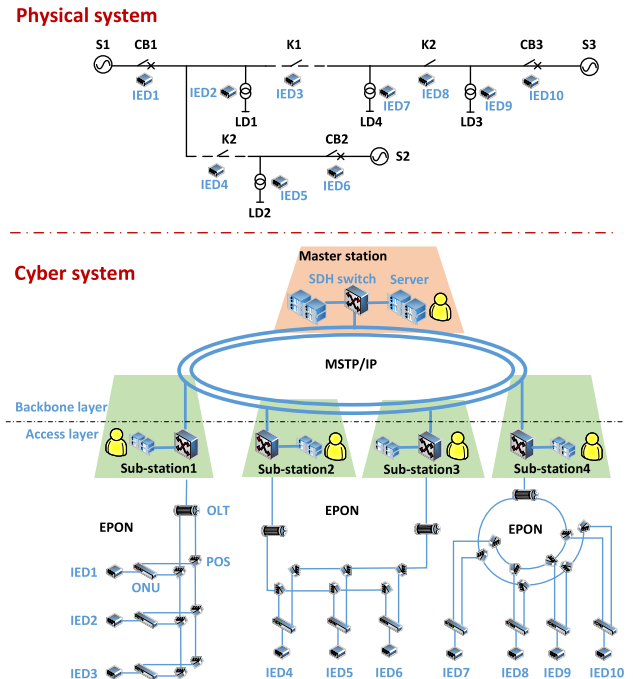 Physical system
S1 CB1 K1 K2 CB3 S3
IED1 IED2 IED3 IED7 IED8 IED9 IED10
LD1 LD4 LD3
K2 CB2 S2
IED4 IED5 IED6
LD2
Cyber system
Master station
SDH switch Server
MSTP/IP
Backbone layer
Access layer
Sub-station1 Sub-station2 Sub-station3 Sub-station4
OLT
EPON EPON EPON
POS
IED1
ONU
IED2
IED3 IED4 IED5 IED6 IED7 IED8 IED9 IED10